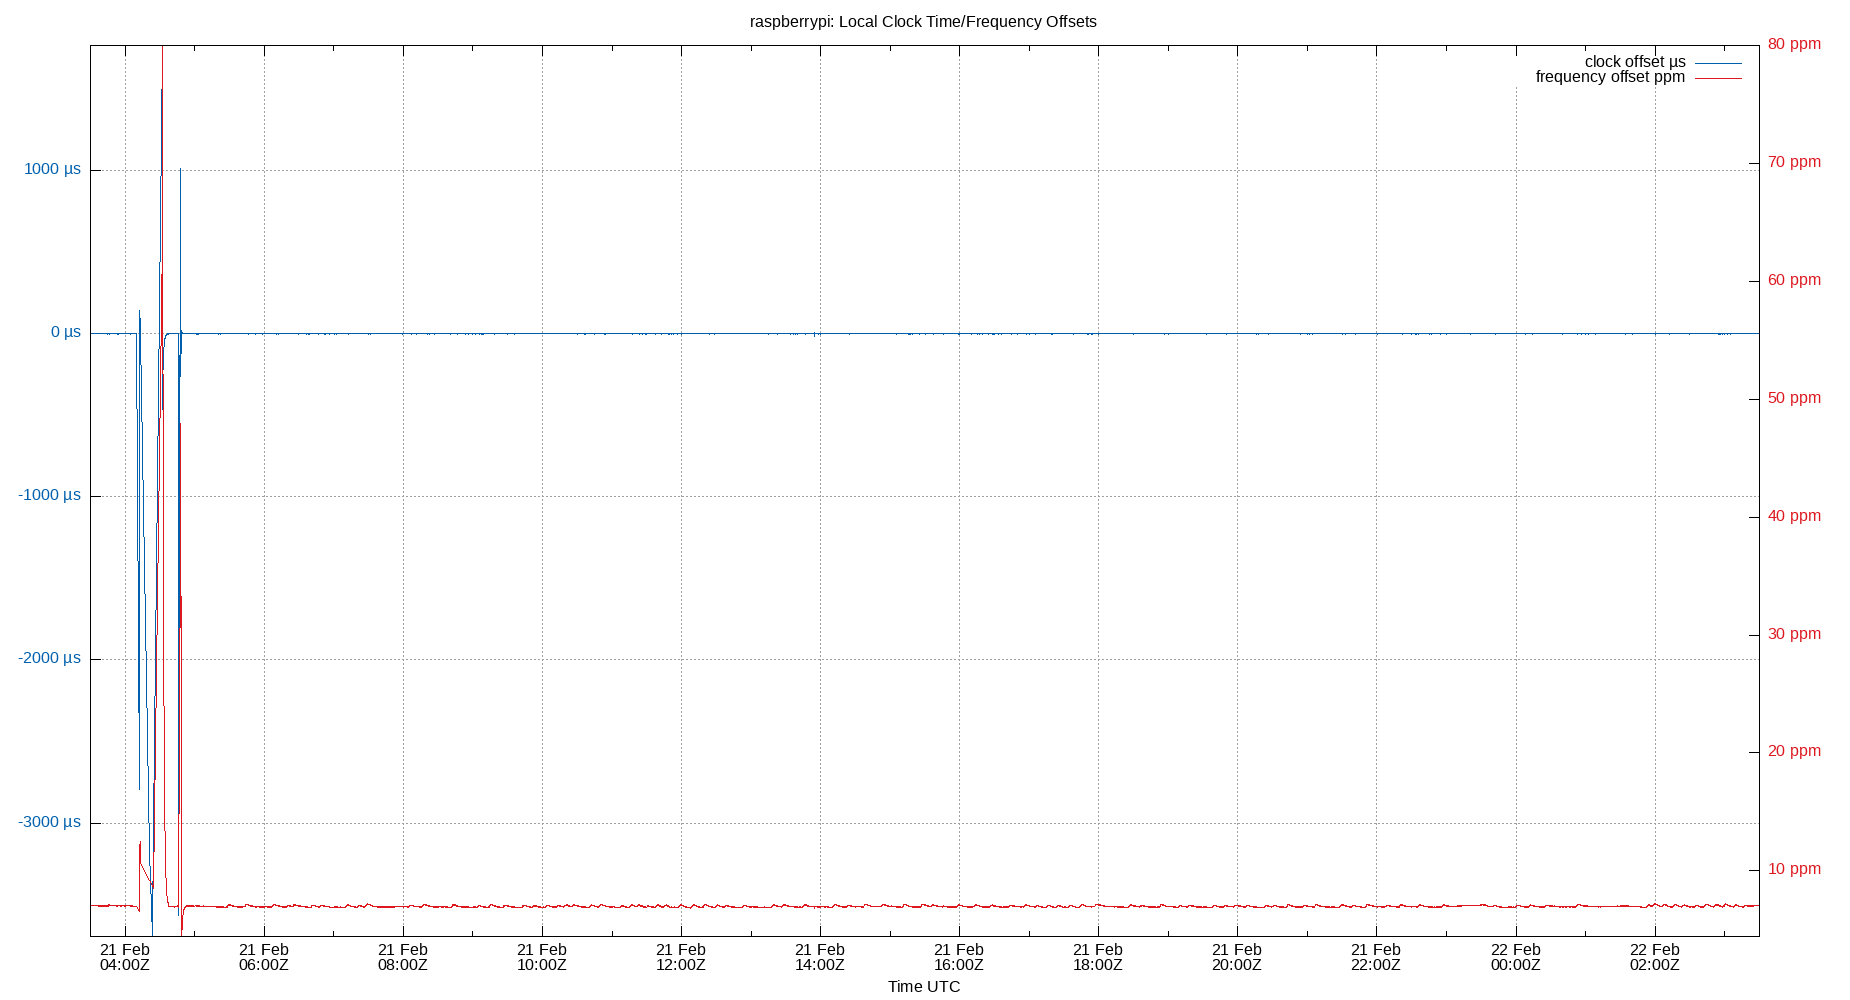 raspberrypi: Local Clock Time/Frequency Offsets
clock offset µs
frequency offset ppm
1000 µs
0 µs
-1000 µs
-2000 µs
-3000 µs
80 ppm
70 ppm
60 ppm
50 ppm
40 ppm
30 ppm
20 ppm
10 ppm
21 Feb 21 Feb 21 Feb 21 Feb 21 Feb 21 Feb 21 Feb 21 Feb 21 Feb 21 Feb 22 Feb 22 Feb
04:00Z 06:00Z 08:00Z 10:00Z 12:00Z 14:00Z 16:00Z 18:00Z 20:00Z 22:00Z 00:00Z 02:00Z
Time UTC